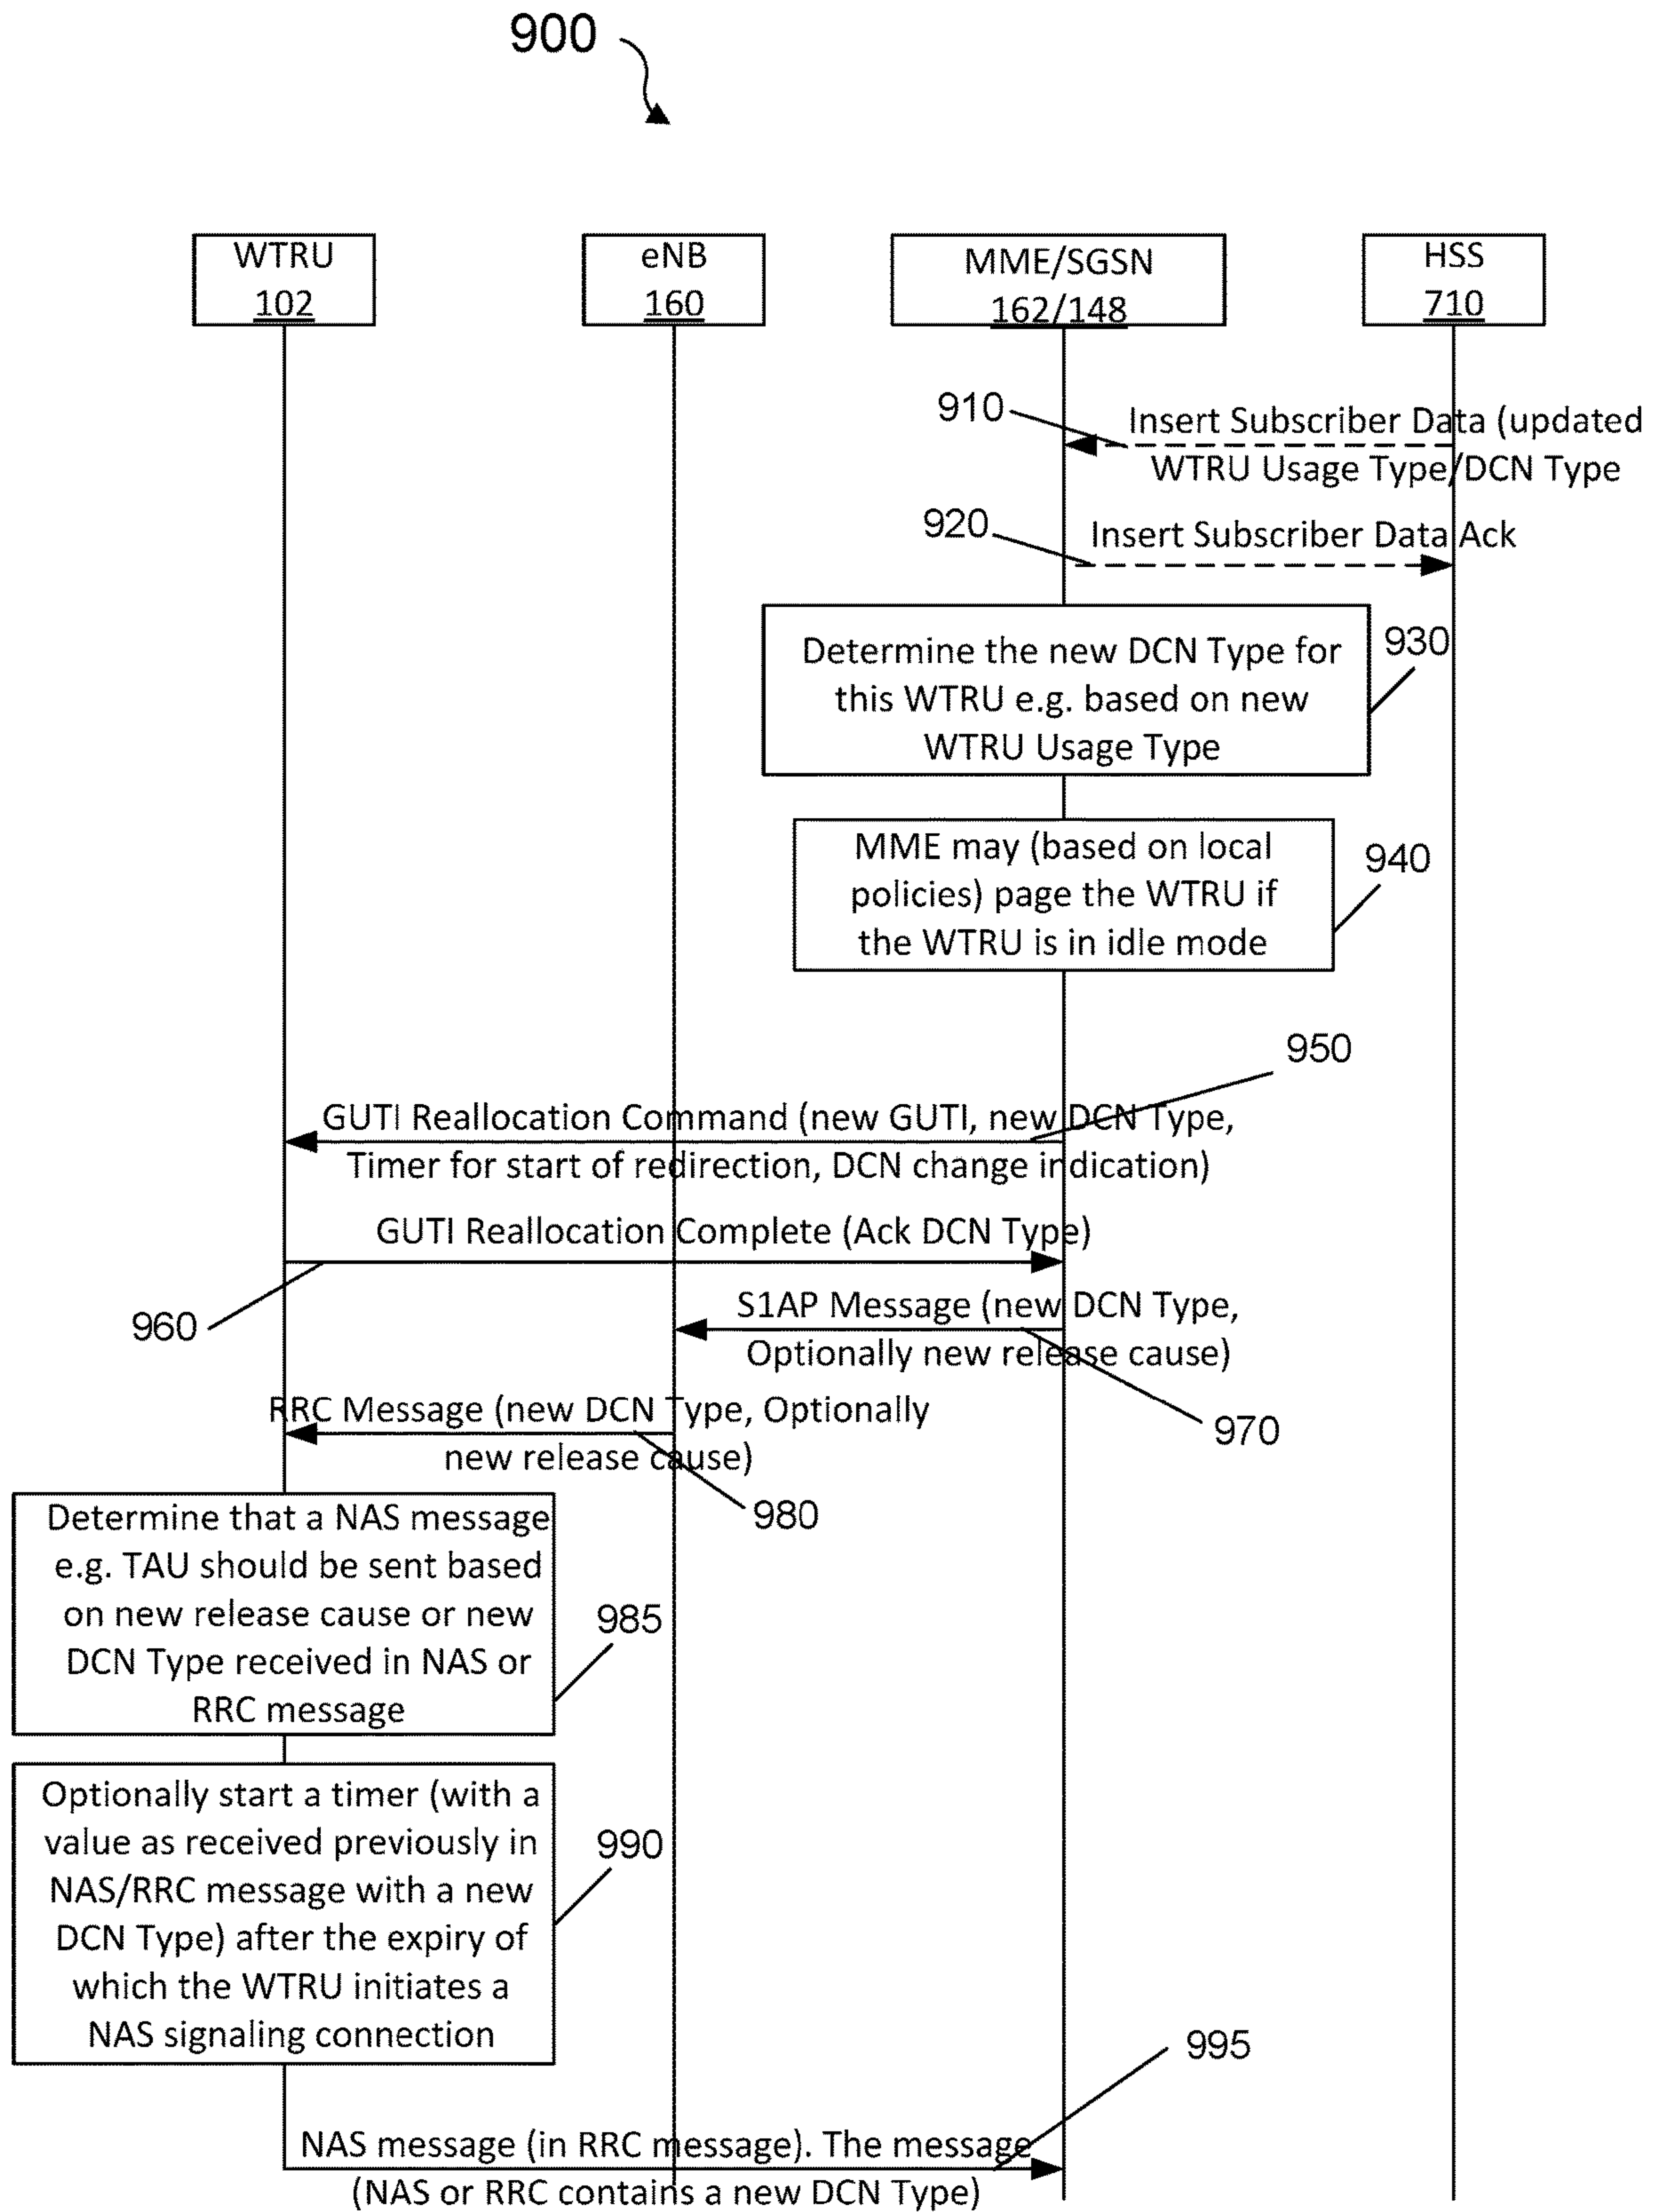 900
WTRU
102
eNB
160
MME/SGSN
162/148
HSS
710
910
Insert Subscriber Data (updated
WTRU Usage Type/DCN Type
920
Insert Subscriber Data Ack
Determine the new DCN Type for
this WTRU e.g. based on new
WTRU Usage Type
930
MME may (based on local
policies) page the WTRU if
the WTRU is in idle mode
940
950
GUTI Reallocation Command (new GUTI, new DCN Type,
Timer for start of redirection, DCN change indication)
GUTI Reallocation Complete (Ack DCN Type)
960
S1AP Message (new DCN Type,
Optionally new release cause)
970
RRC Message (new DCN Type, Optionally
new release cause)
980
Determine that a NAS message
e.g. TAU should be sent based
on new release cause or new
DCN Type received in NAS or
RRC message
985
Optionally start a timer (with a
value as received previously in
NAS/RRC message with a new
DCN Type) after the expiry of
which the WTRU initiates a
NAS signaling connection
990
995
NAS message (in RRC message). The message
(NAS or RRC contains a new DCN Type)